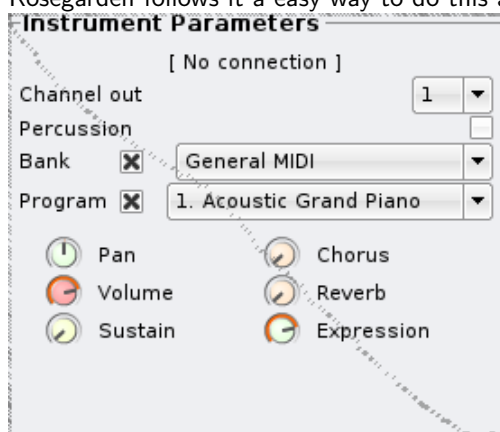 Rosegarden follows it a easy way to do this a
Instrument Parameters
[ No connection ]
Channel out 1
Percussion
Bank General MIDI
Program 1. Acoustic Grand Piano
Pan Chorus
Volume Reverb
Sustain Expression